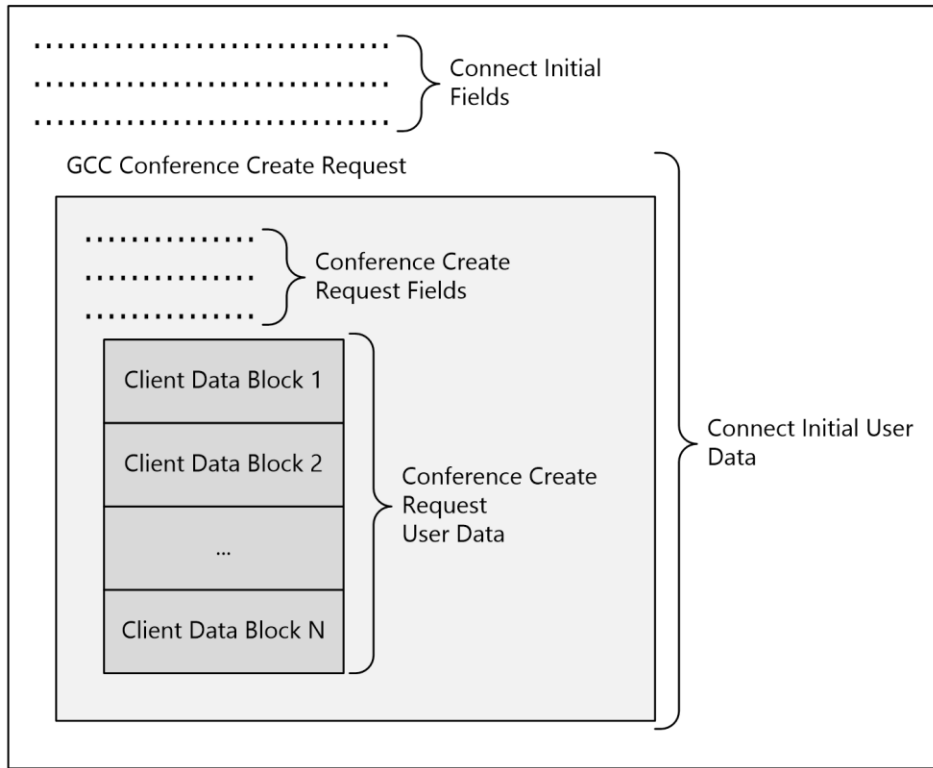 Connect Initial
Fields
GCC Conference Create Request
Conference Create
Request Fields
Client Data Block 1
Client Data Block 2
...
Client Data Block N
Conference Create
Request
User Data
Connect Initial User
Data